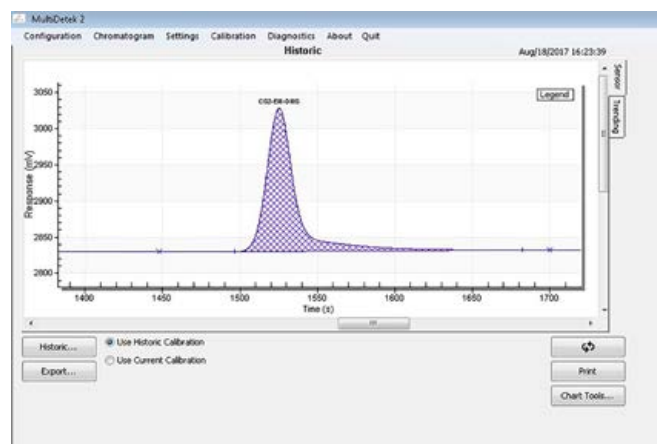 MultiDetek 2
Configuration Chromatogram Settings Calibration Diagnostics About Quit
Historic Aug/18/2017 16:23:39
Sensor
Trending
Legend
Response (mV)
3050
3000
2950
2900
2850
2800
1400 1450 1500 1550 1600 1650 1700
Time (s)
Historic... Use Historic Calibration
Export... Use Current Calibration
Print
Chart Tools...